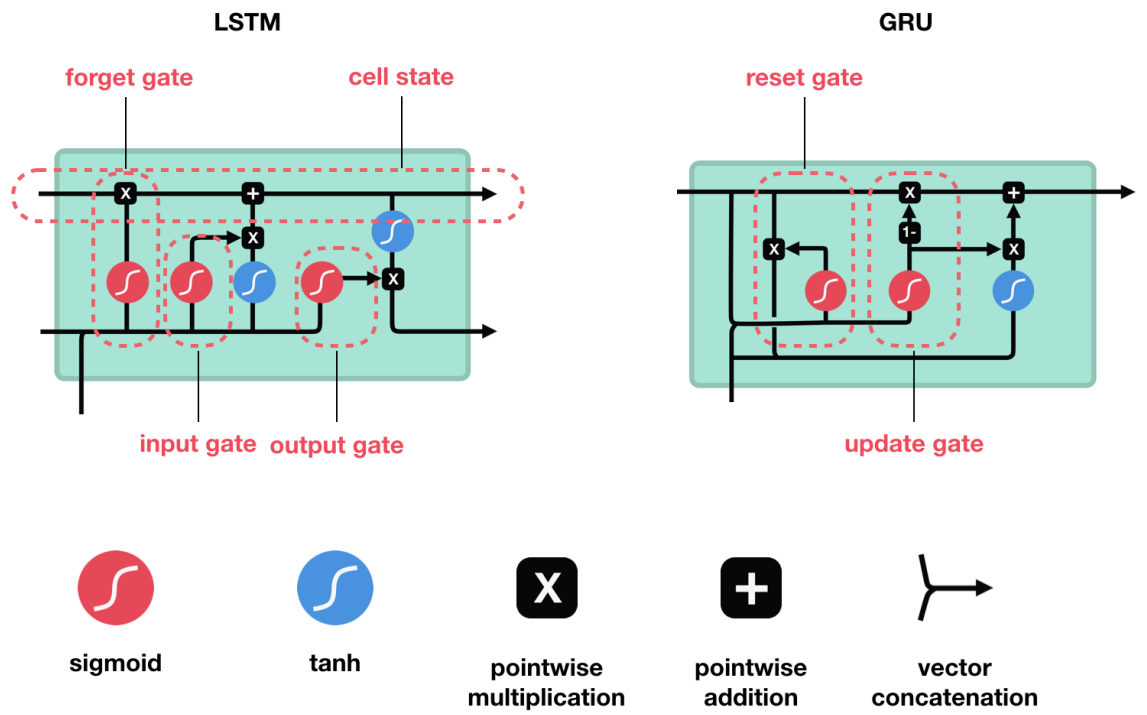 LSTM
GRU
forget gate
cell state
reset gate
X
+
X
X
X
1-
+
X
X
input gate
output gate
update gate
X
+
sigmoid
tanh
pointwise
multiplication
pointwise
addition
vector
concatenation